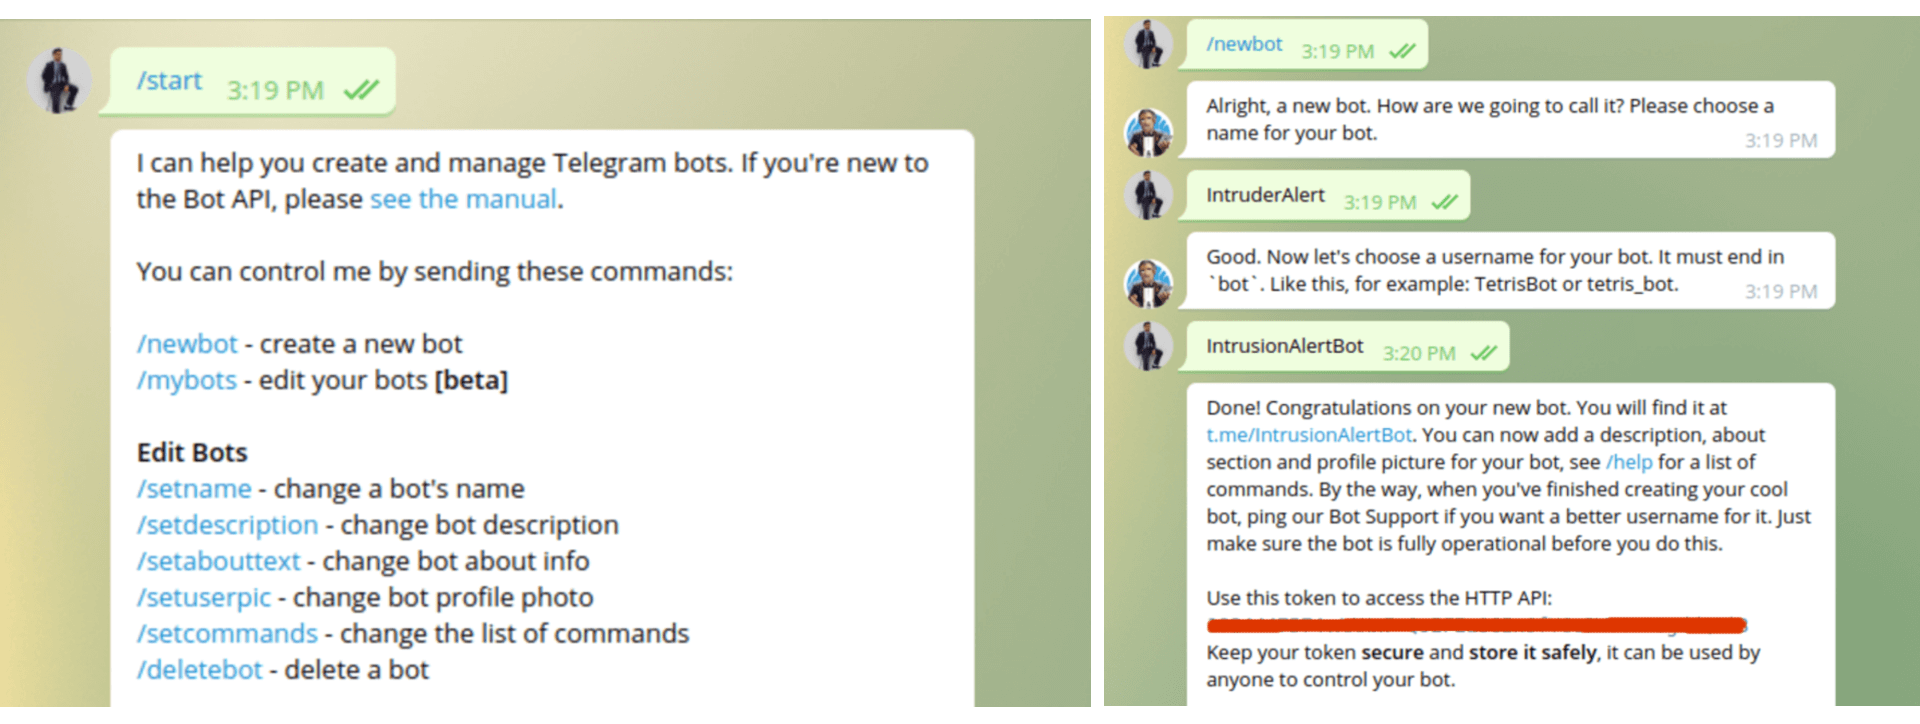 /start 3:19 PM
I can help you create and manage Telegram bots. If you're new to
the Bot API, please see the manual.
You can control me by sending these commands:
/newbot - create a new bot
/mybots - edit your bots [beta]
Edit Bots
/setname - change a bot's name
/setdescription - change bot description
/setabouttext - change bot about info
/setuserpic - change bot profile photo
/setcommands - change the list of commands
/deletebot - delete a bot
/newbot 3:19 PM
Alright, a new bot. How are we going to call it? Please choose a
name for your bot. 3:19 PM
IntruderAlert 3:19 PM
Good. Now let's choose a username for your bot. It must end in
`bot`. Like this, for example: TetrisBot or tetris_bot. 3:19 PM
IntrusionAlertBot 3:20 PM
Done! Congratulations on your new bot. You will find it at
t.me/IntrusionAlertBot. You can now add a description, about
section and profile picture for your bot, see /help for a list of
commands. By the way, when you've finished creating your cool
bot, ping our Bot Support if you want a better username for it. Just
make sure the bot is fully operational before you do this.
Use this token to access the HTTP API:
Keep your token secure and store it safely, it can be used by
anyone to control your bot.